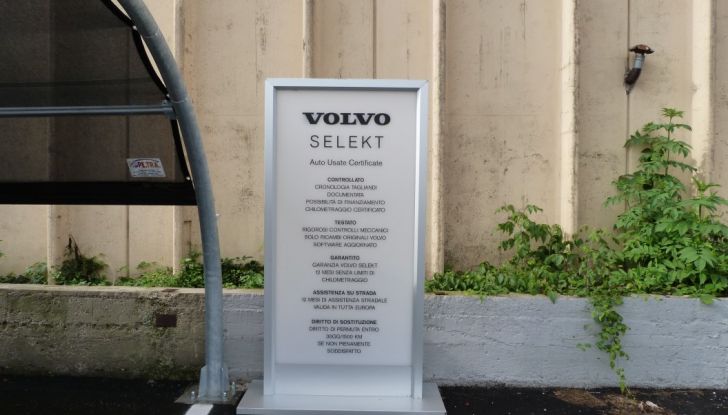 VOLVO
SELEKT
Auto Usate Certificate
CONTROLLATO
CRONOLOGIA TAGLIANDI
DOCUMENTATA
POSSIBILITÀ DI FINANZIAMENTO
CHILOMETRAGGIO CERTIFICATO
TESTATO
RIGOROSI CONTROLLI MECCANICI
SOLO RICAMBI ORIGINALI VOLVO
SOFTWARE AGGIORNATO
GARANTITO
GARANZIA VOLVO SELEKT
12 MESI SENZA LIMITI DI
CHILOMETRAGGIO
ASSISTENZA SU STRADA
12 MESI DI ASSISTENZA STRADALE
VALIDA IN TUTTA EUROPA
DIRITTO DI SOSTITUZIONE
DIRITTO DI PERMUTA ENTRO
30GG/1500 KM
SE NON PIENAMENTE
SODDISFATTO